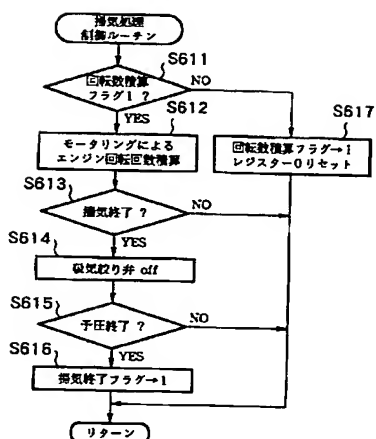 掃気処理
制御ルーチン
S611
回転数積算
フラグ1 ?
NO
YES
S612
S617
モータリングによる
エンジン回転回数積算
回転数積算フラグ→1
レジスター0リセット
S613
掃気終了 ?
NO
YES
S614
吸気絞り弁 off
S615
予圧終了 ?
NO
YES
S616
掃気終了フラグ→1
リターン